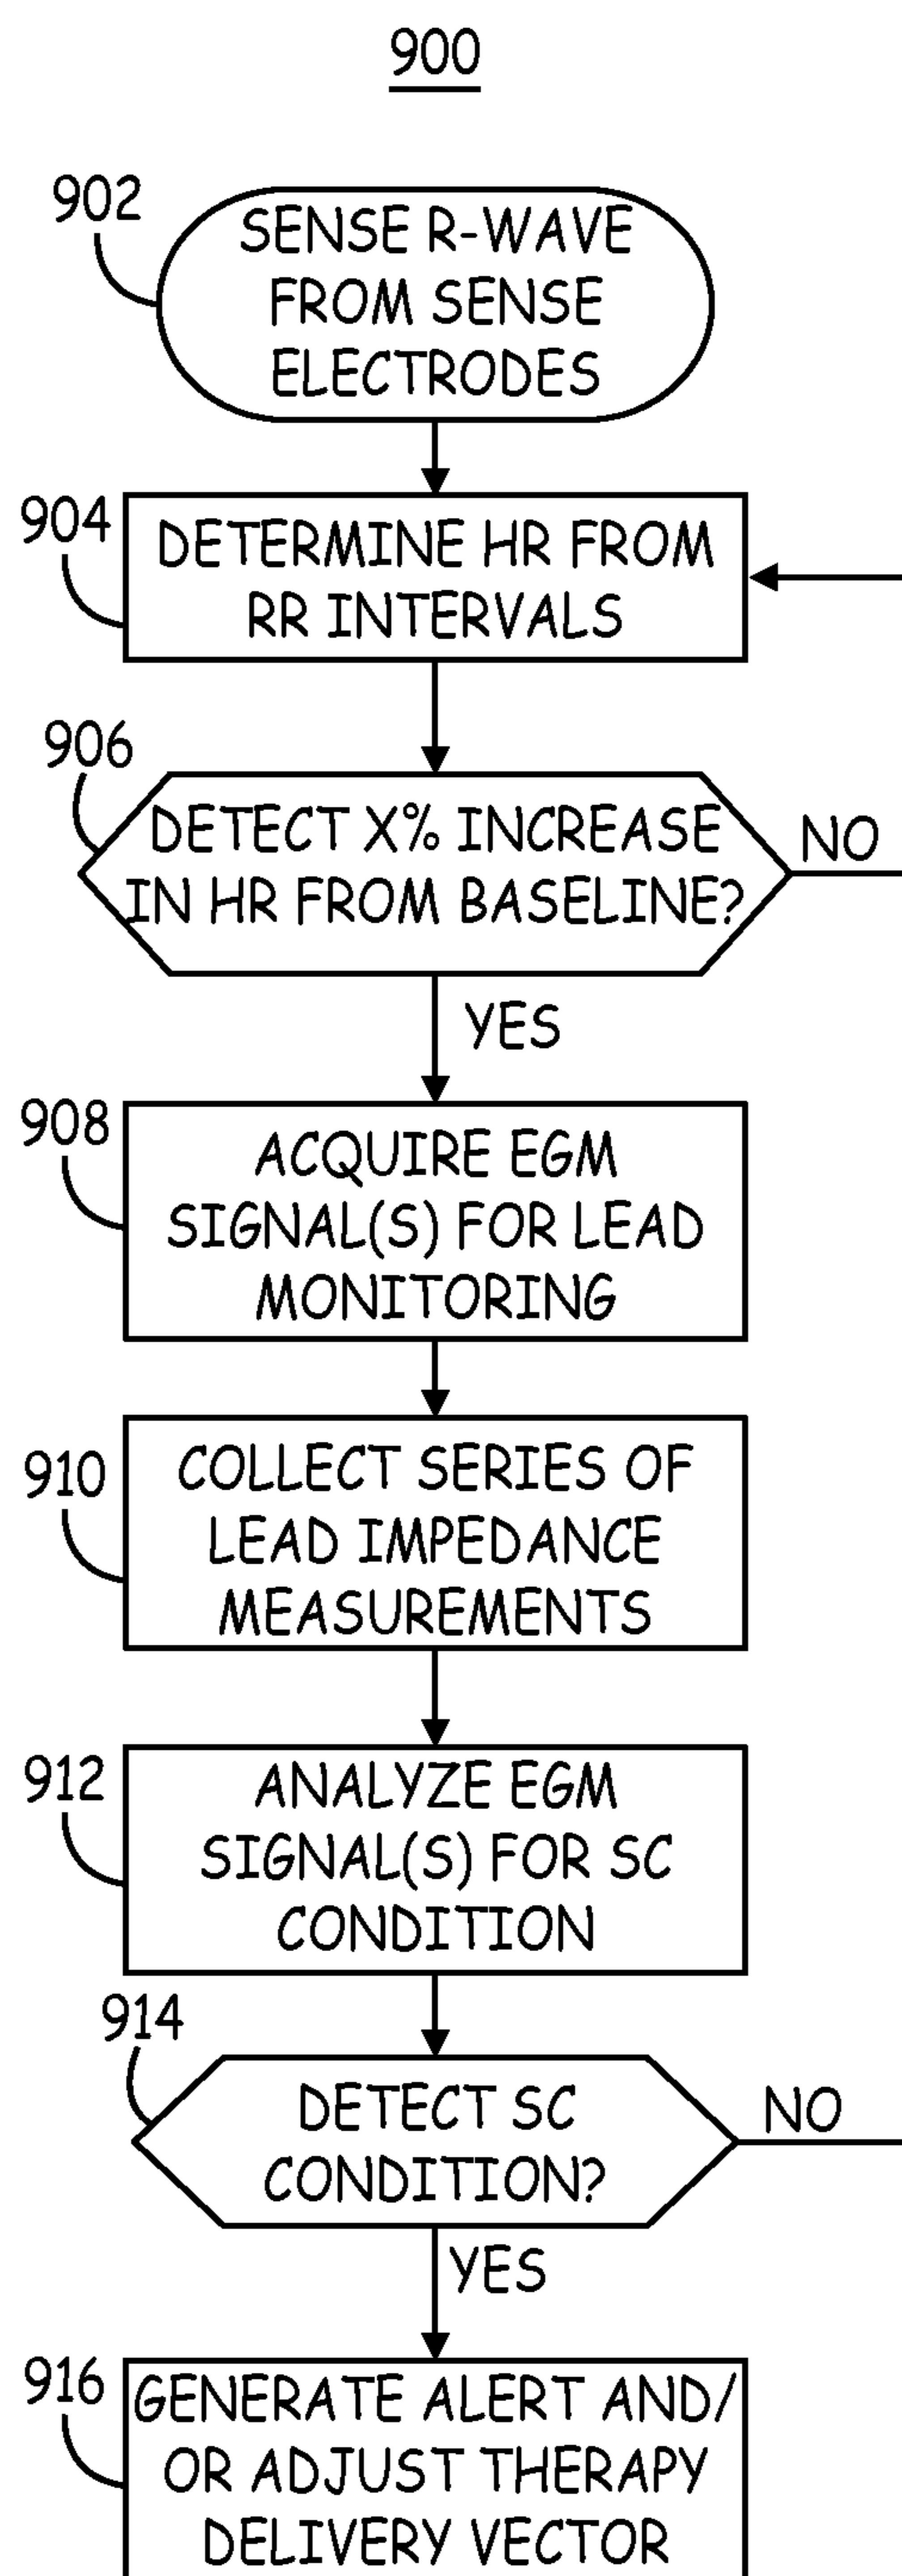 900
902
SENSE R-WAVE
FROM SENSE
ELECTRODES
904
DETERMINE HR FROM
RR INTERVALS
906
DETECT X% INCREASE
IN HR FROM BASELINE?
NO
YES
908
ACQUIRE EGM
SIGNAL(S) FOR LEAD
MONITORING
910
COLLECT SERIES OF
LEAD IMPEDANCE
MEASUREMENTS
912
ANALYZE EGM
SIGNAL(S) FOR SC
CONDITION
914
DETECT SC
CONDITION?
NO
YES
916
GENERATE ALERT AND/
OR ADJUST THERAPY
DELIVERY VECTOR